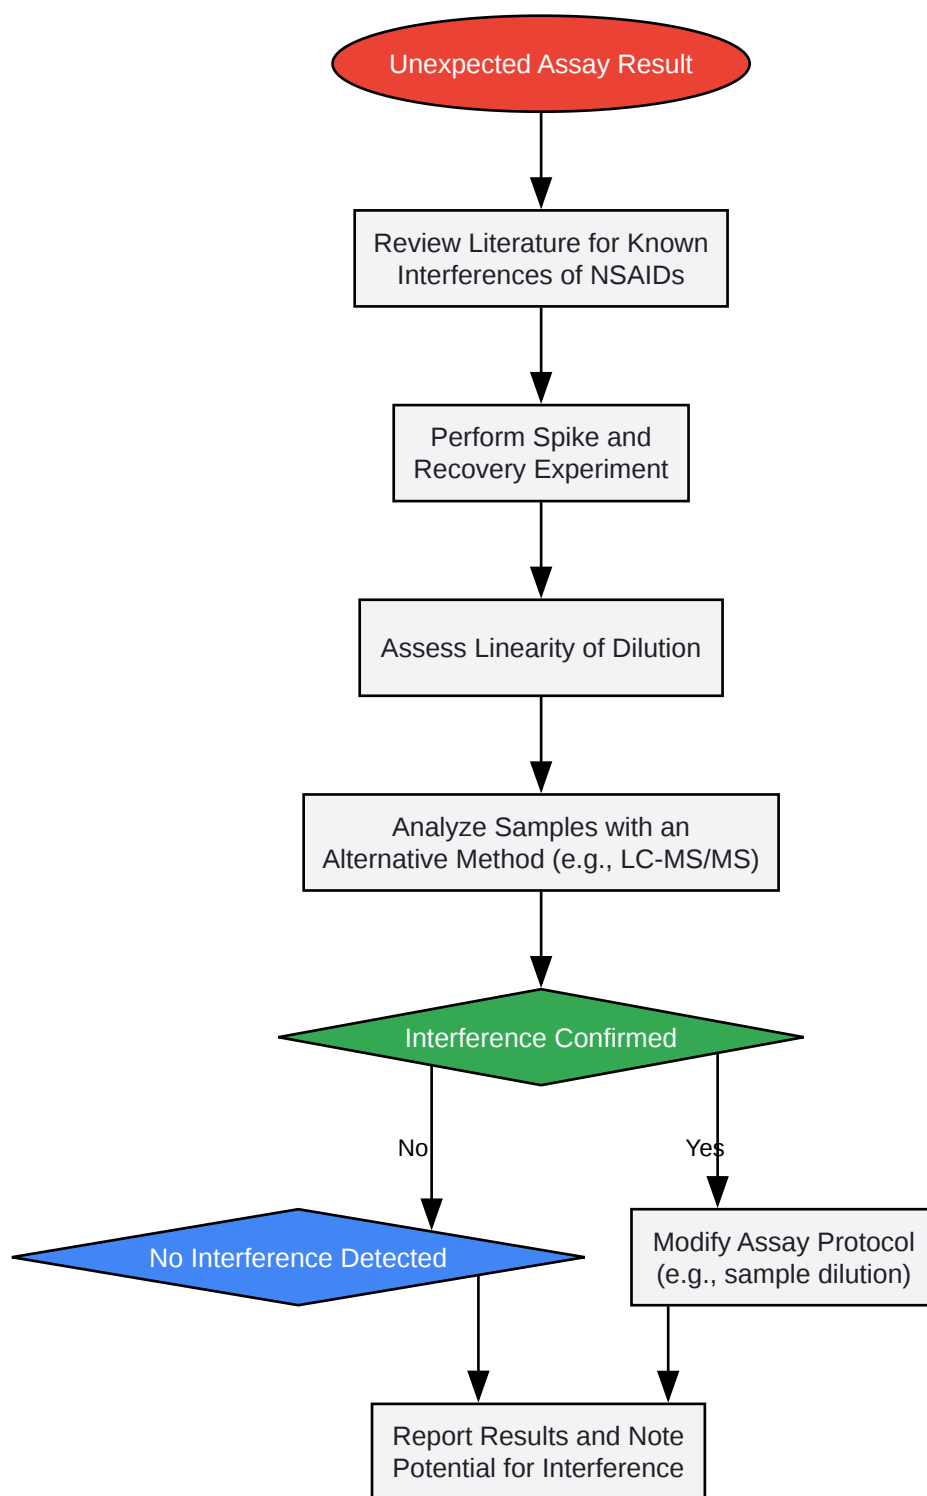 Unexpected Assay Result
Review Literature for Known
Interferences of NSAIDs
Perform Spike and
Recovery Experiment
Assess Linearity of Dilution
Analyze Samples with an
Alternative Method (e.g., LC-MS/MS)
Interference Confirmed
No
Yes
No Interference Detected
Modify Assay Protocol
(e.g., sample dilution)
Report Results and Note
Potential for Interference